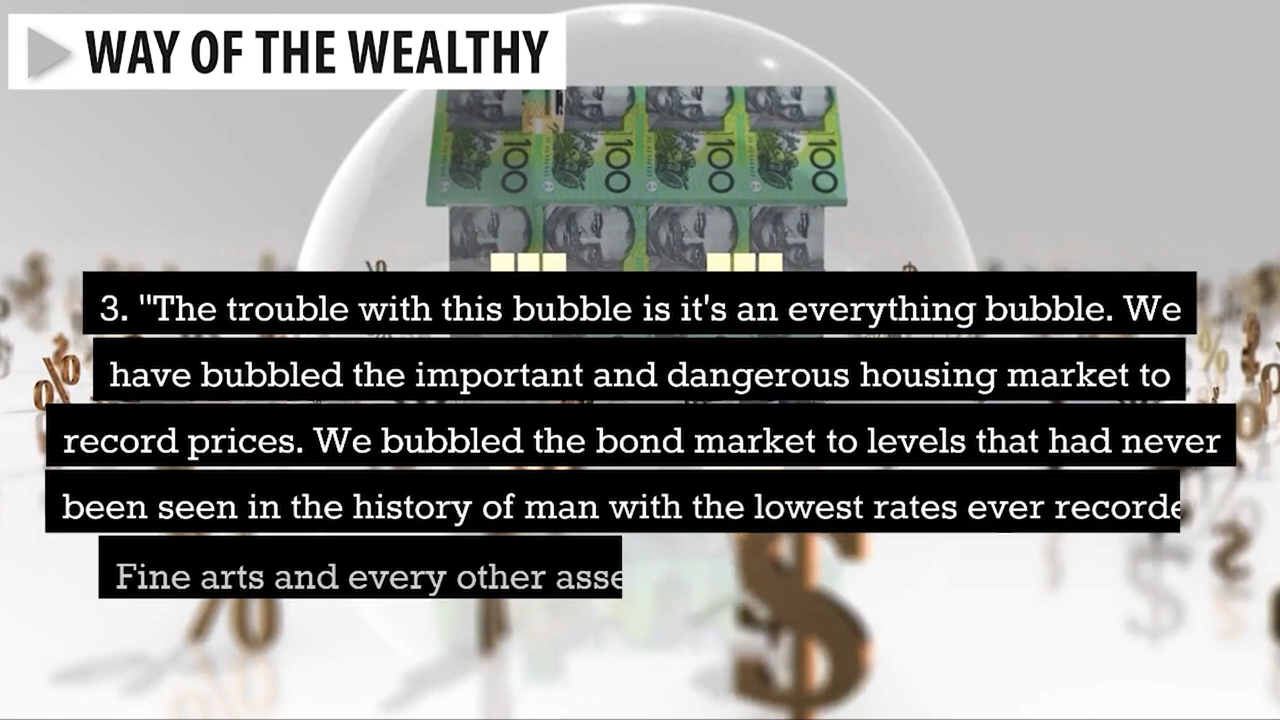 WAY OF THE WEALTHY
100 100 100 100
3. "The trouble with this bubble is it's an everything bubble. We
have bubbled the important and dangerous housing market to
record prices. We bubbled the bond market to levels that had never
been seen in the history of man with the lowest rates ever recorde
Fine arts and every other asse